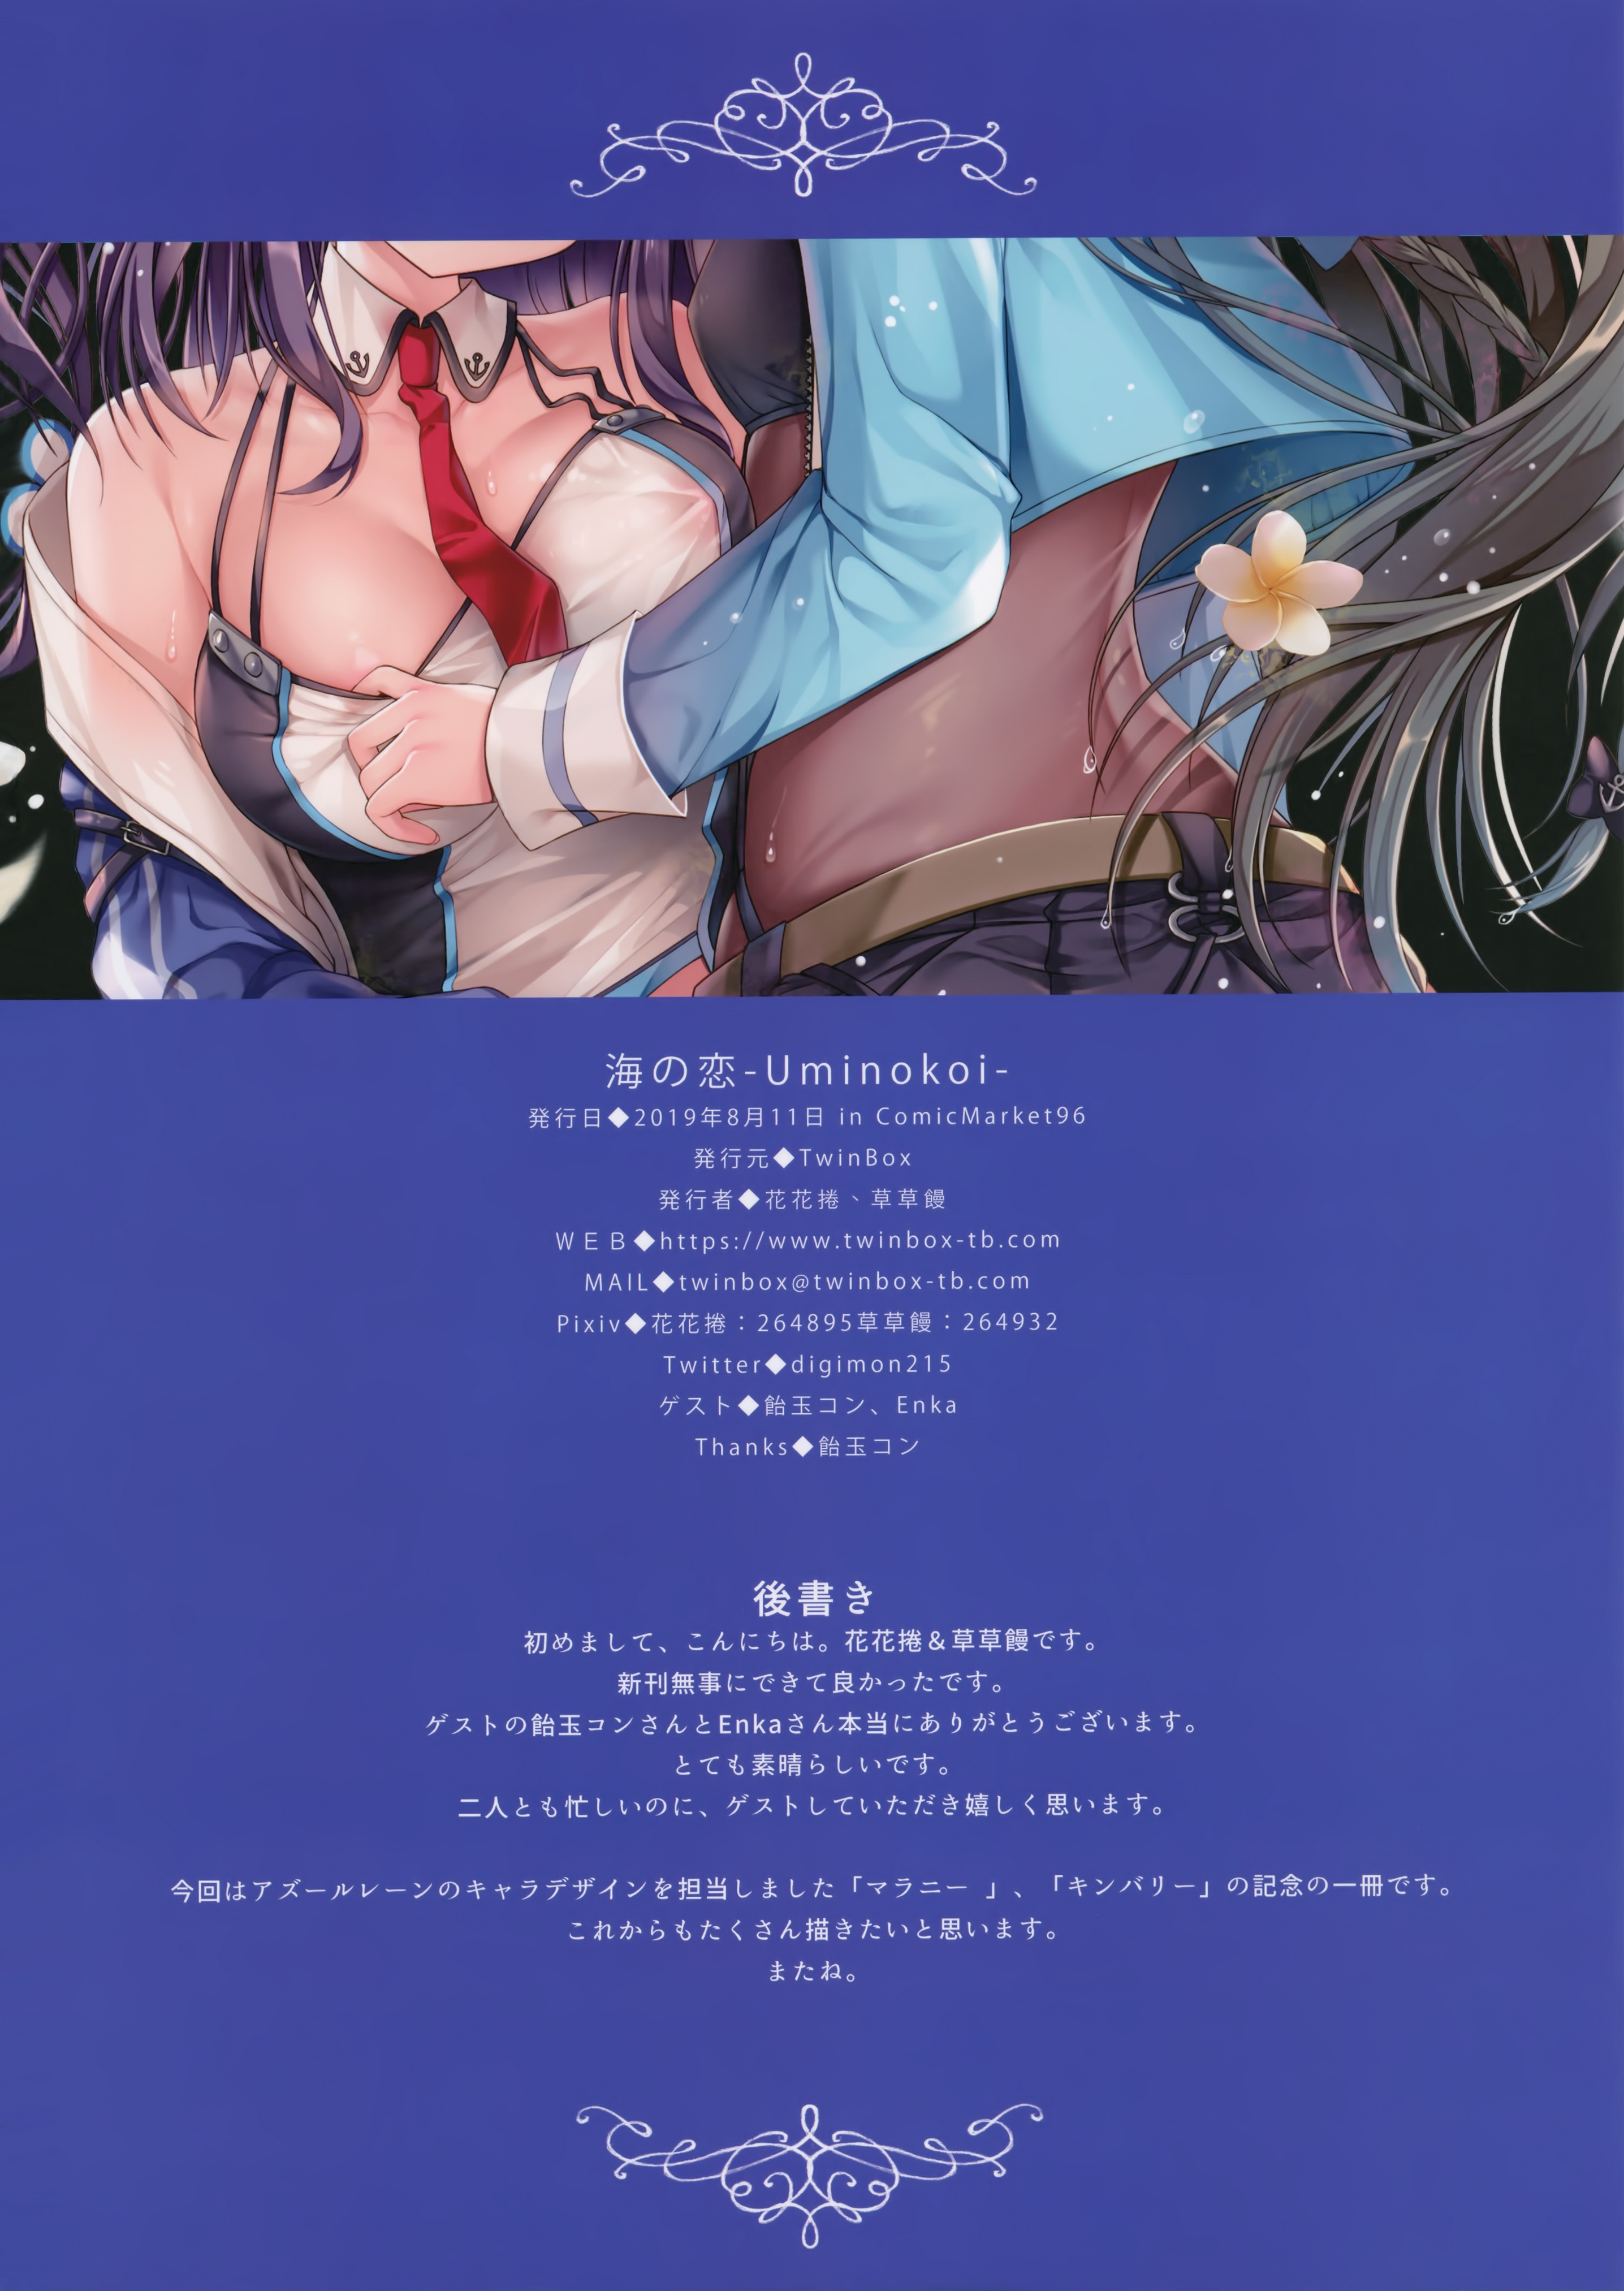 海の恋-Uminokoi-
発行日◆2019年8月11日 in ComicMarket96
発行元◆TwinBox
発行者◆花花捲、草草饅
ＷＥＢ◆https://www.twinbox-tb.com
MAIL◆twinbox@twinbox-tb.com
Pixiv◆花花捲：264895草草饅：264932
Twitter◆digimon215
ゲスト◆飴玉コン、Enka
Thanks◆飴玉コン
後書き
初めまして、こんにちは。花花捲＆草草饅です。
新刊無事にできて良かったです。
ゲストの飴玉コンさんとEnkaさん本当にありがとうございます。
とても素晴らしいです。
二人とも忙しいのに、ゲストしていただき嬉しく思います。
今回はアズールレーンのキャラデザインを担当しました「マラニー 」、「キンバリー」の記念の一冊です。
これからもたくさん描きたいと思います。
またね。